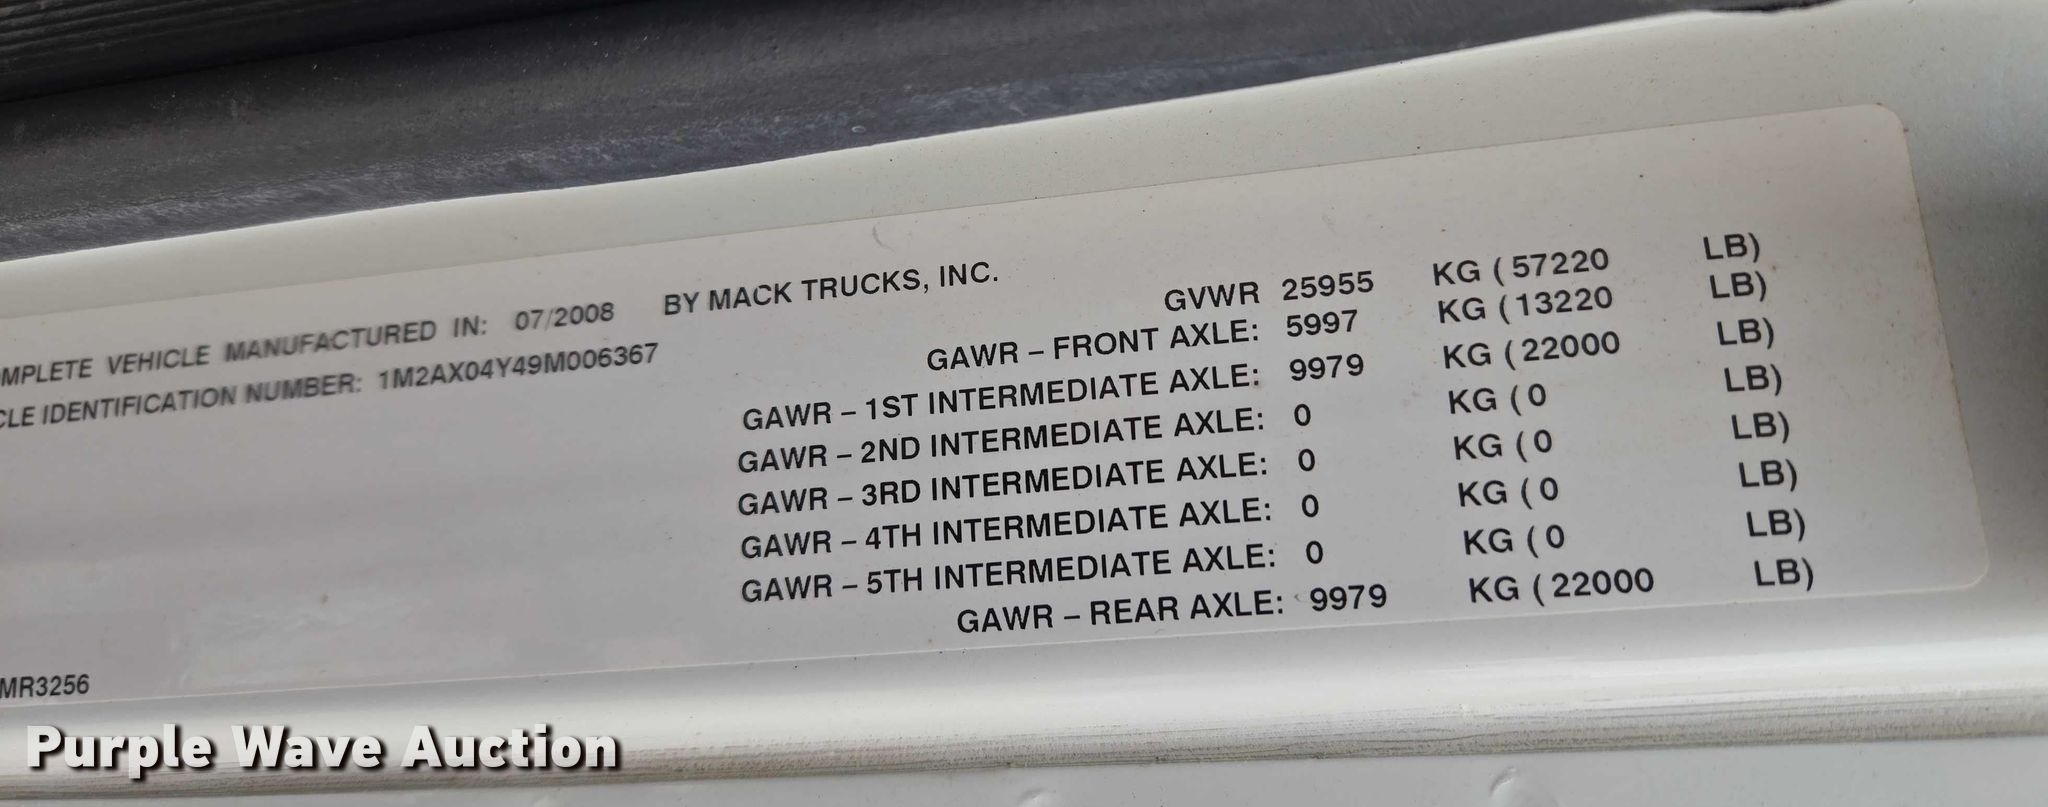 OMPLETE VEHICLE MANUFACTURED IN: 07/2008 BY MACK TRUCKS, INC.
CLE IDENTIFICATION NUMBER: 1M2AX04Y49M006367
GVWR 25955 KG ( 57220 LB)
GAWR – FRONT AXLE: 5997 KG ( 13220 LB)
GAWR – 1ST INTERMEDIATE AXLE: 9979 KG ( 22000 LB)
GAWR – 2ND INTERMEDIATE AXLE: 0 KG ( 0 LB)
GAWR – 3RD INTERMEDIATE AXLE: 0 KG ( 0 LB)
GAWR – 4TH INTERMEDIATE AXLE: 0 KG ( 0 LB)
GAWR – 5TH INTERMEDIATE AXLE: 0 KG ( 0 LB)
GAWR – REAR AXLE: 9979 KG ( 22000 LB)
MR3256
Purple Wave Auction